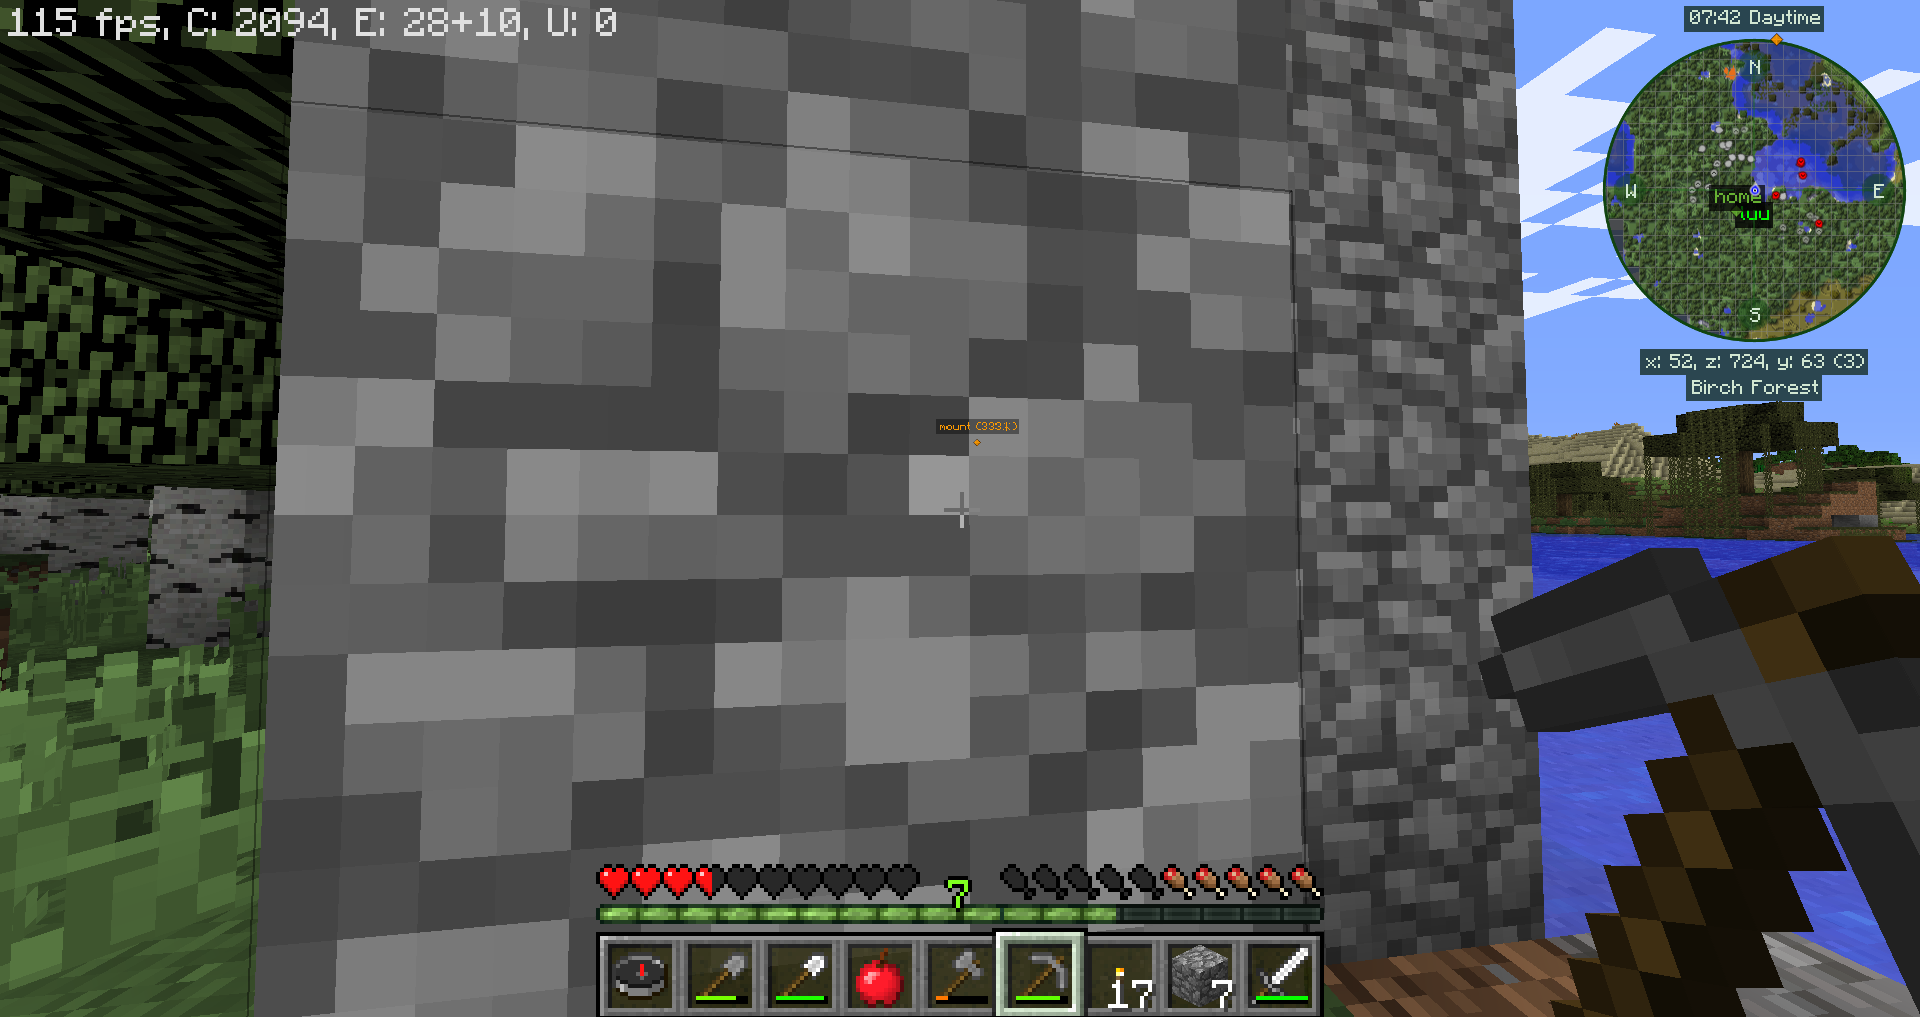 115 fps, C: 2094, E: 28+10, U: 0
07:42 Daytime
N
W
E
home
S
x: 52, z: 724, y: 63 (3)
Birch Forest
mount
7
17
7